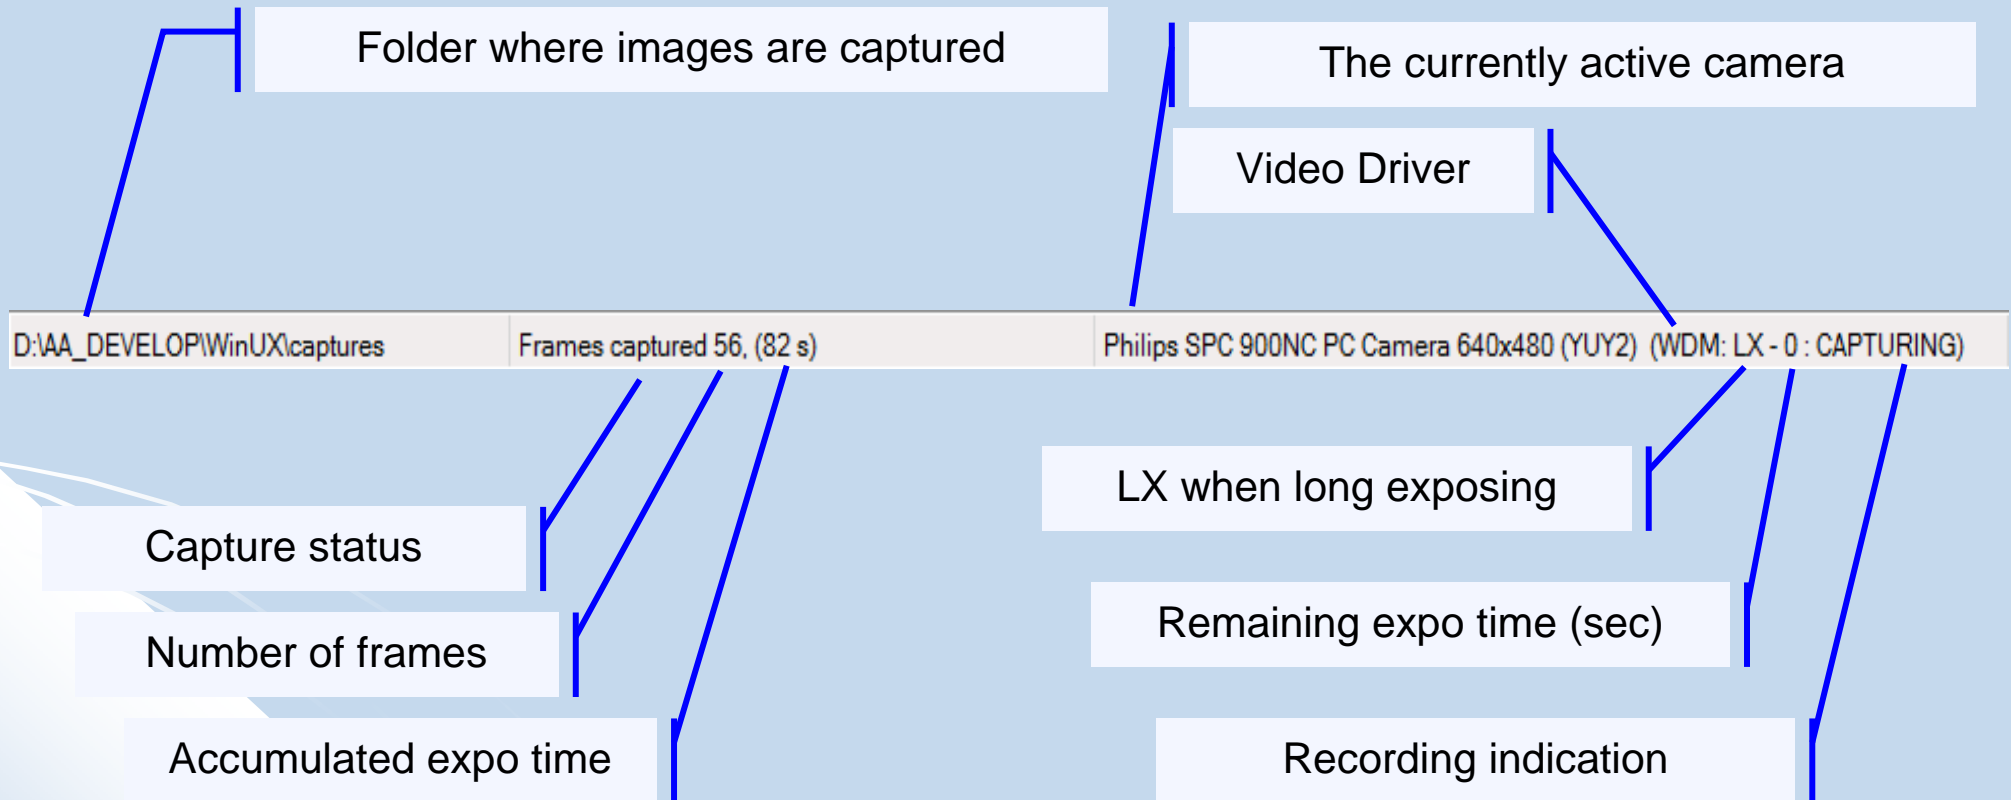 Folder where images are captured
The currently active camera
Video Driver
D:\AA_DEVELOP\WinUX\captures
Frames captured 56, (82 s)
Philips SPC 900NC PC Camera 640x480 (YUY2) (WDM: LX - 0 : CAPTURING)
LX when long exposing
Capture status
Remaining expo time (sec)
Number of frames
Accumulated expo time
Recording indication